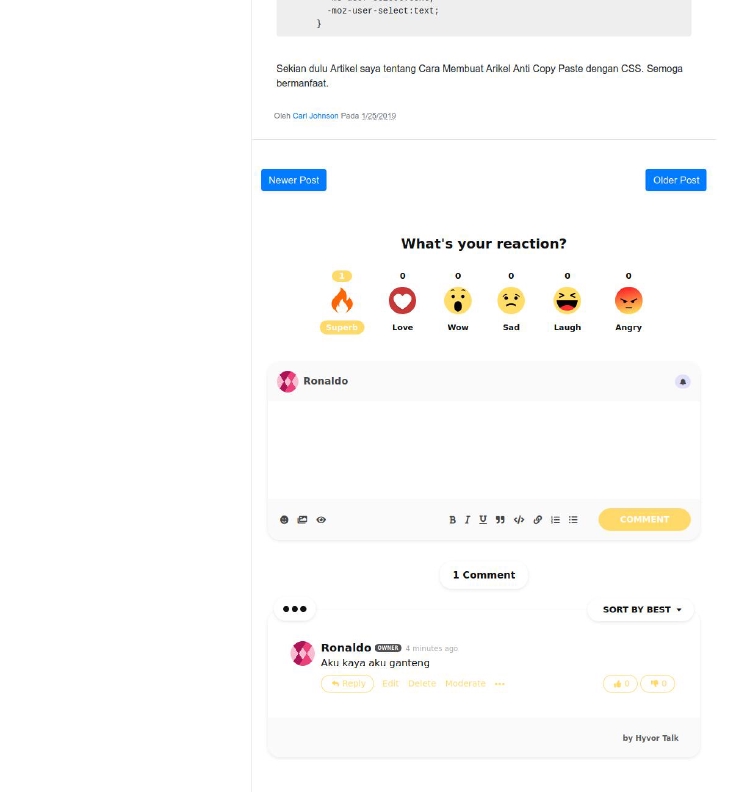 -moz-user-select:text;
}
Sekian dulu Artikel saya tentang Cara Membuat Arikel Anti Copy Paste dengan CSS. Semoga
bermanfaat.
Oleh Carl Johnson Pada 1/25/2019
Newer Post Older Post
What's your reaction?
1 0 0 0 0 0
Superb Love Wow Sad Laugh Angry
Ronaldo
B I U COMMENT
1 Comment
SORT BY BEST
Ronaldo OWNER 4 minutes ago
Aku kaya aku ganteng
Reply Edit Delete Moderate 0 0
by Hyvor Talk